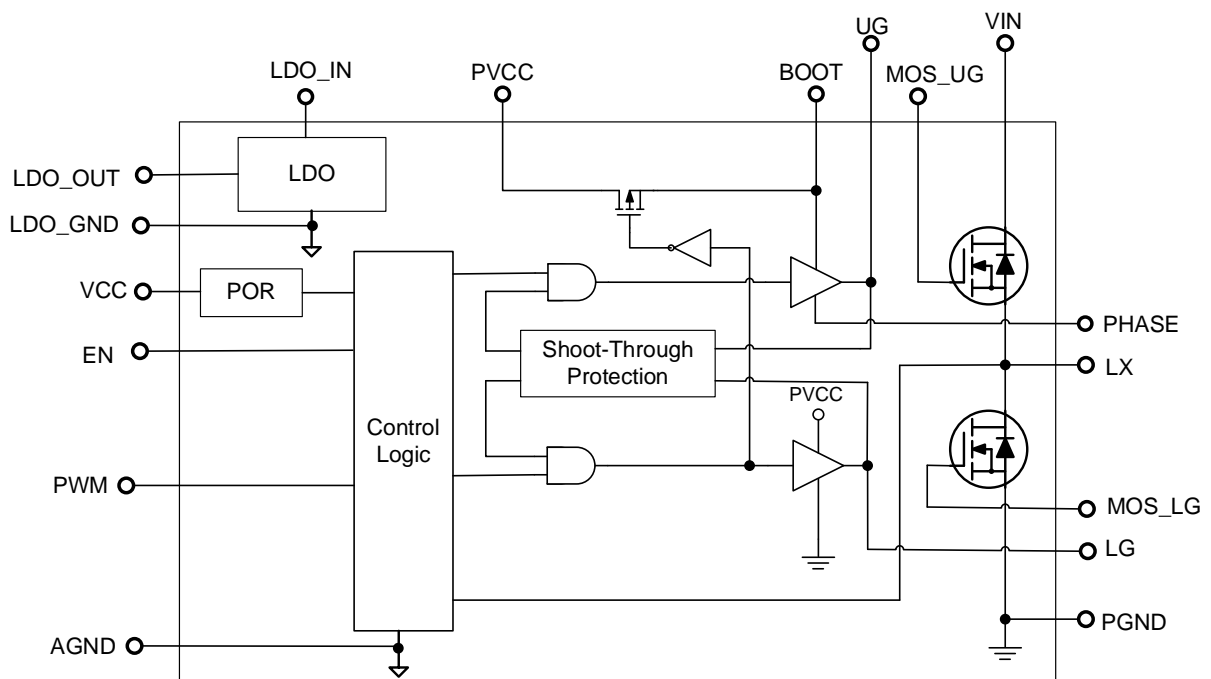 UG
VIN
LDO_IN
PVCC
BOOT
MOS_UG
LDO_OUT
LDO
LDO_GND
VCC
POR
PHASE
EN
Shoot-Through
Protection
LX
PVCC
Control
Logic
PWM
MOS_LG
LG
AGND
PGND